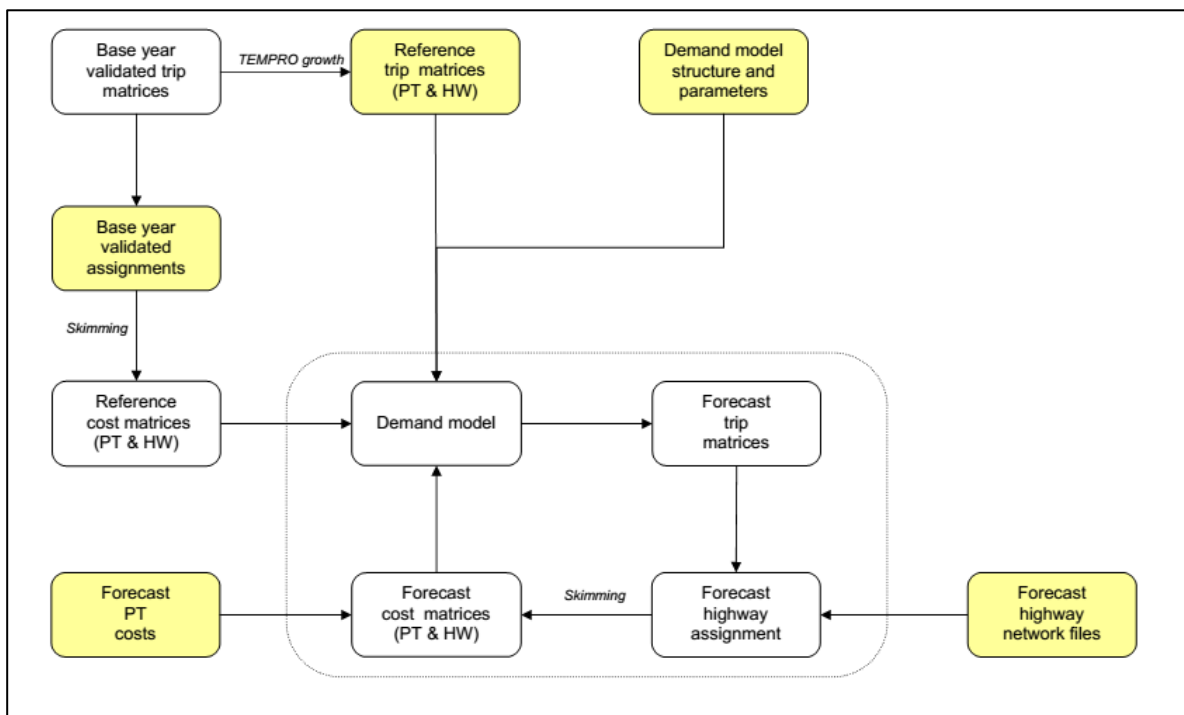 Base year
validated trip
matrices
TEMPRO growth
Reference
trip matrices
(PT & HW)
Demand model
structure and
parameters
Base year
validated
assignments
Skimming
Reference
cost matrices
(PT & HW)
Demand model
Forecast
trip
matrices
Forecast
PT
costs
Forecast
cost matrices
(PT & HW)
Skimming
Forecast
highway
assignment
Forecast
highway
network files